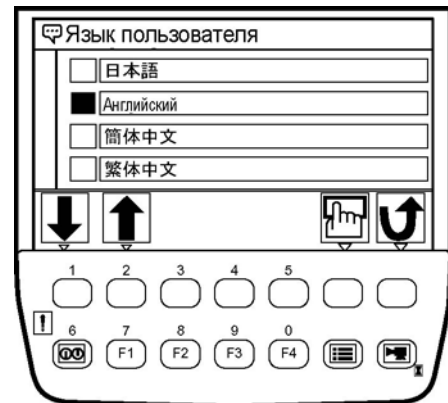 Язык пользователя
日本語
Английский
简体中文
繁体中文
1 2 3 4 5
! 6 7 8 9 0
F1 F2 F3 F4